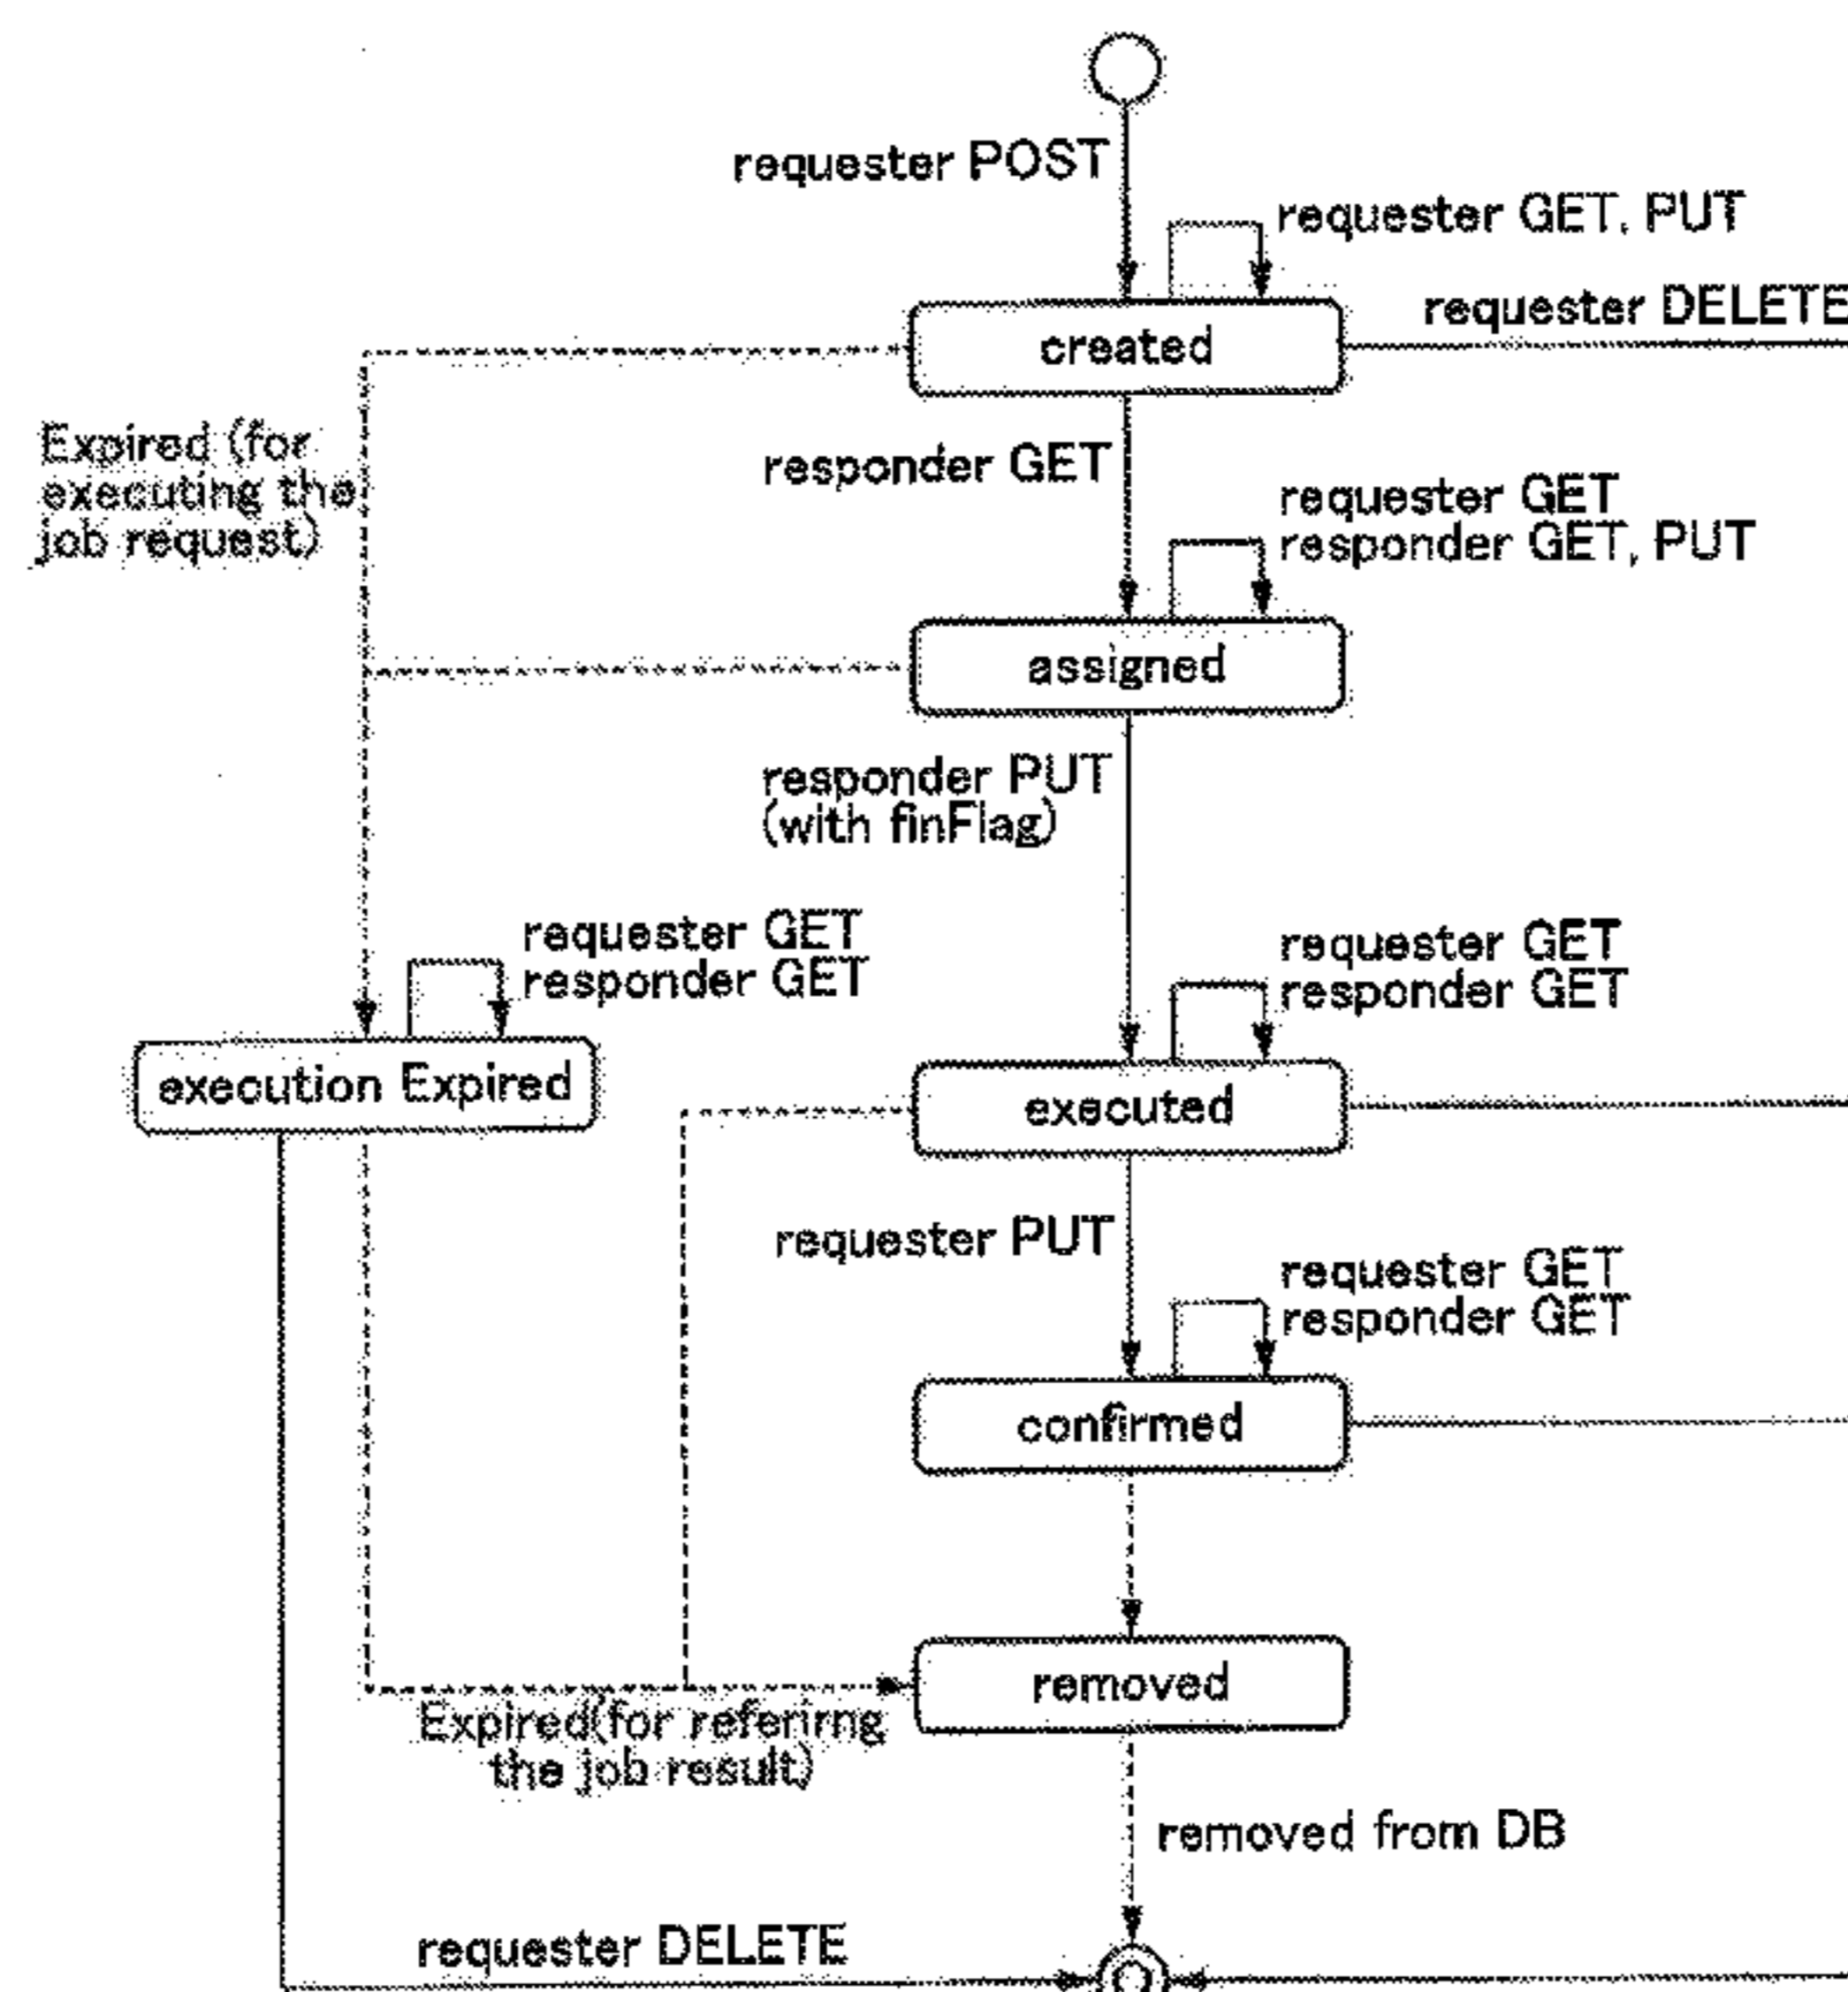 requester POST
requester GET, PUT
requester DELETE
created
Expired (for
executing the
job request)
responder GET
requester GET
responder GET, PUT
assigned
responder PUT
(with finFlag)
requester GET
responder GET
requester GET
responder GET
execution Expired
executed
requester PUT
requester GET
responder GET
confirmed
removed
Expired(for referirng
the job result)
removed from DB
requester DELETE